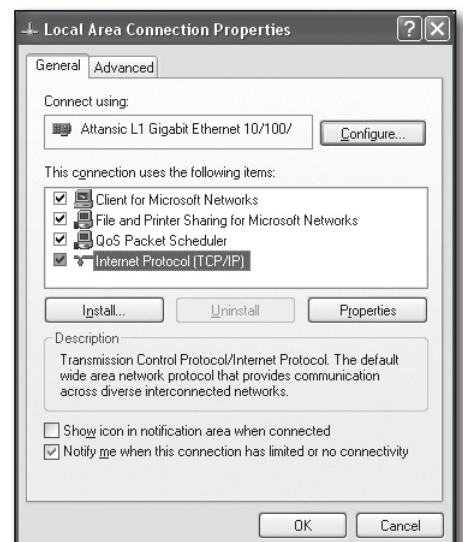 Local Area Connection Properties
General
Advanced
Connect using:
Attansic L1 Gigabit Ethernet 10/100/
Configure...
This connection uses the following items:
Client for Microsoft Networks
File and Printer Sharing for Microsoft Networks
QoS Packet Scheduler
Internet Protocol (TCP/IP)
Install...
Uninstall
Properties
Description
Transmission Control Protocol/Internet Protocol. The default
wide area network protocol that provides communication
across diverse interconnected networks.
Show icon in notification area when connected
Notify me when this connection has limited or no connectivity
OK
Cancel